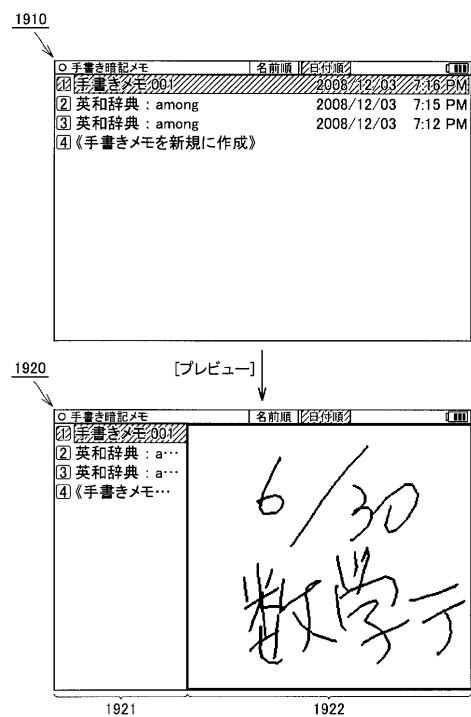 1910
○ 手書き暗記メモ 名前順 日付順
1 手書きメモ001 2008/12/03 7:16 PM
2 英和辞典：among 2008/12/03 7:15 PM
3 英和辞典：among 2008/12/03 7:12 PM
4 《手書きメモを新規に作成》
[プレビュー]
1920
○ 手書き暗記メモ 名前順 日付順
1 手書きメモ001
2 英和辞典：a…
3 英和辞典：a…
4 《手書きメモ…
6/30
数学テ
1921 1922